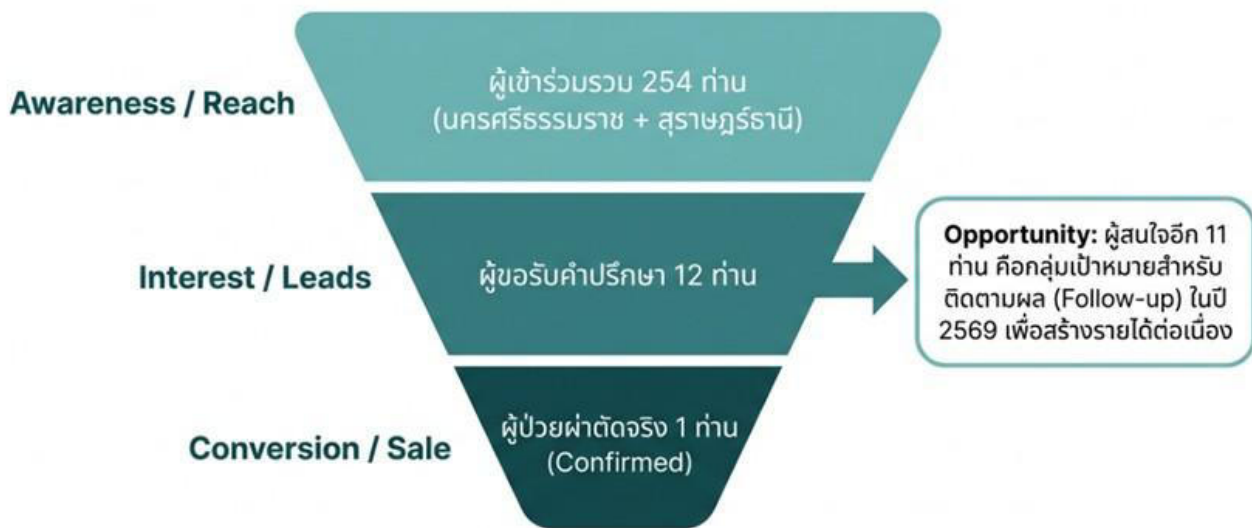 Awareness / Reach
ผู้เข้าร่วมรวม 254 ท่าน
(นครศรีธรรมราช + สุราษฎร์ธานี)
Interest / Leads
ผู้ขอรับคำปรึกษา 12 ท่าน
Opportunity: ผู้สนใจอีก 11
ท่าน คือกลุ่มเป้าหมายสำหรับ
ติดตามผล (Follow-up) ในปี
2569 เพื่อสร้างรายได้ต่อเนื่อง
Conversion / Sale
ผู้ป่วยผ่าตัดจริง 1 ท่าน
(Confirmed)